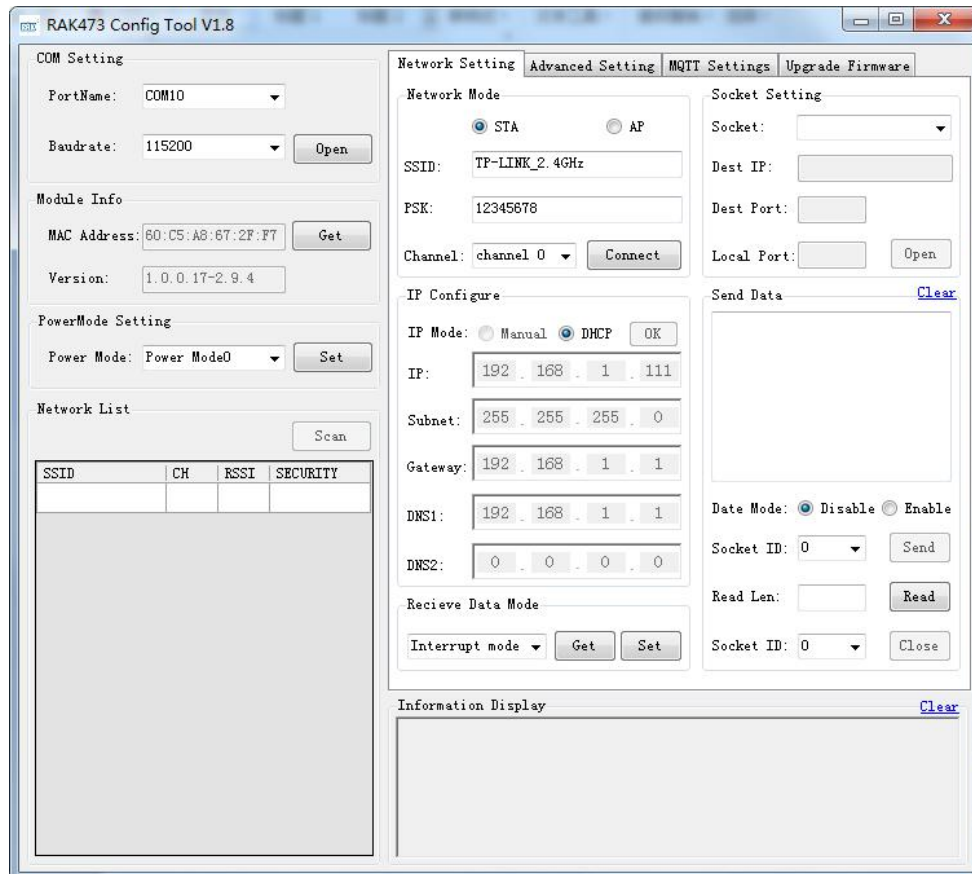 RAK473 Config Tool V1.8
COM Setting
PortName: COM10
Baudrate: 115200 Open
Module Info
MAC Address: 60:C5:A8:67:2F:F7 Get
Version: 1.0.0.17-2.9.4
PowerMode Setting
Power Mode: Power Mode0 Set
Network List
Scan
SSID CH RSSI SECURITY
Network Setting Advanced Setting MQTT Settings Upgrade Firmware
Network Mode
STA AP
SSID: TP-LINK_2.4GHz
PSK: 12345678
Channel: channel 0 Connect
IP Configure
IP Mode: Manual DHCP OK
IP: 192 . 168 . 1 . 111
Subnet: 255 . 255 . 255 . 0
Gateway: 192 . 168 . 1 . 1
DNS1: 192 . 168 . 1 . 1
DNS2: 0 . 0 . 0 . 0
Recieve Data Mode
Interrupt mode Get Set
Socket Setting
Socket:
Dest IP:
Dest Port:
Local Port: Open
Send Data Clear
Date Mode: Disable Enable
Socket ID: 0 Send
Read Len: Read
Socket ID: 0 Close
Information Display Clear